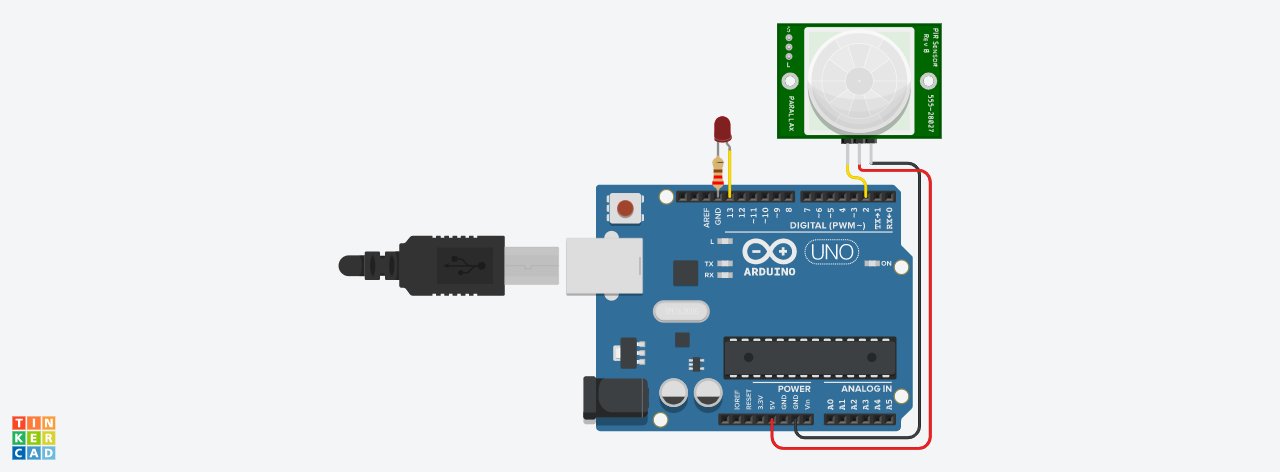 S
L
PARALLAX
PIR Sensor
Rev B
555-28027
AREF
GND
13
12
~11
~10
~9
8
7
~6
~5
4
~3
2
TX→1
RX←0
DIGITAL (PWM~)
L
TX
RX
ARDUINO
UNO
ON
POWER
ANALOG IN
IOREF
RESET
3.3V
5V
GND
GND
Vin
A0
A1
A2
A3
A4
A5
TIN
KER
CAD